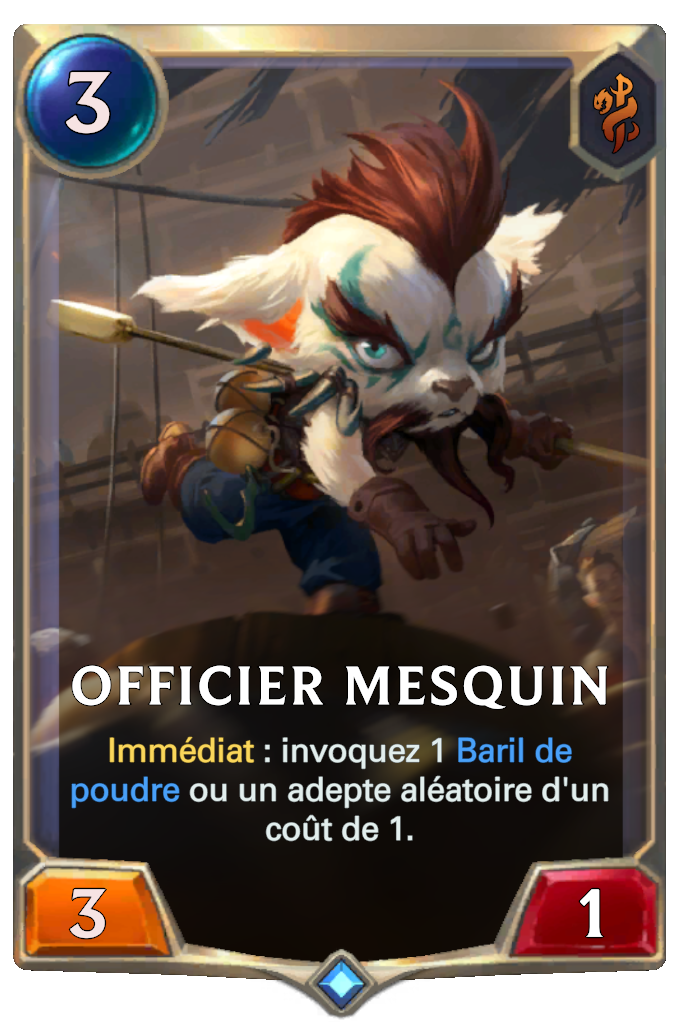 3
OFFICIER MESQUIN
Immédiat : invoquez 1 Baril de
poudre ou un adepte aléatoire d'un
coût de 1.
3
1